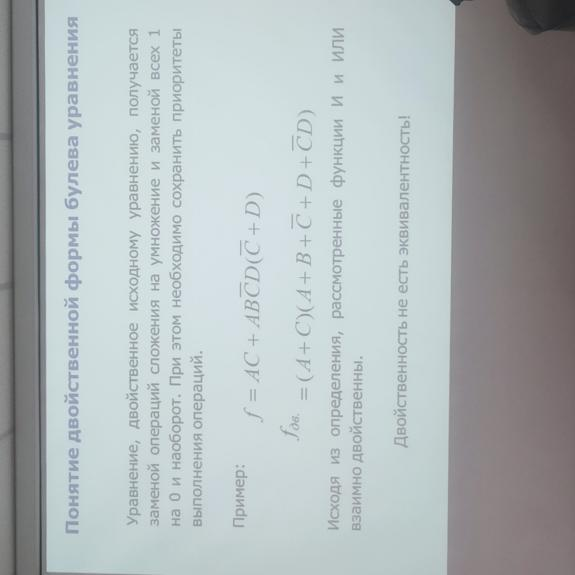 Понятие двойственной формы булева уравнения
Уравнение, двойственное исходному уравнению, получается
заменой операций сложения на умножение и заменой всех 1
на 0 и наоборот. При этом необходимо сохранить приоритеты
выполнения операций.
Пример:
f = AC + ABC̅D(C̅ + D)
fдв. = (A + C)(A + B + C̅ + D + C̅D)
Исходя из определения, рассмотренные функции И и ИЛИ
взаимно двойственны.
Двойственность не есть эквивалентность!